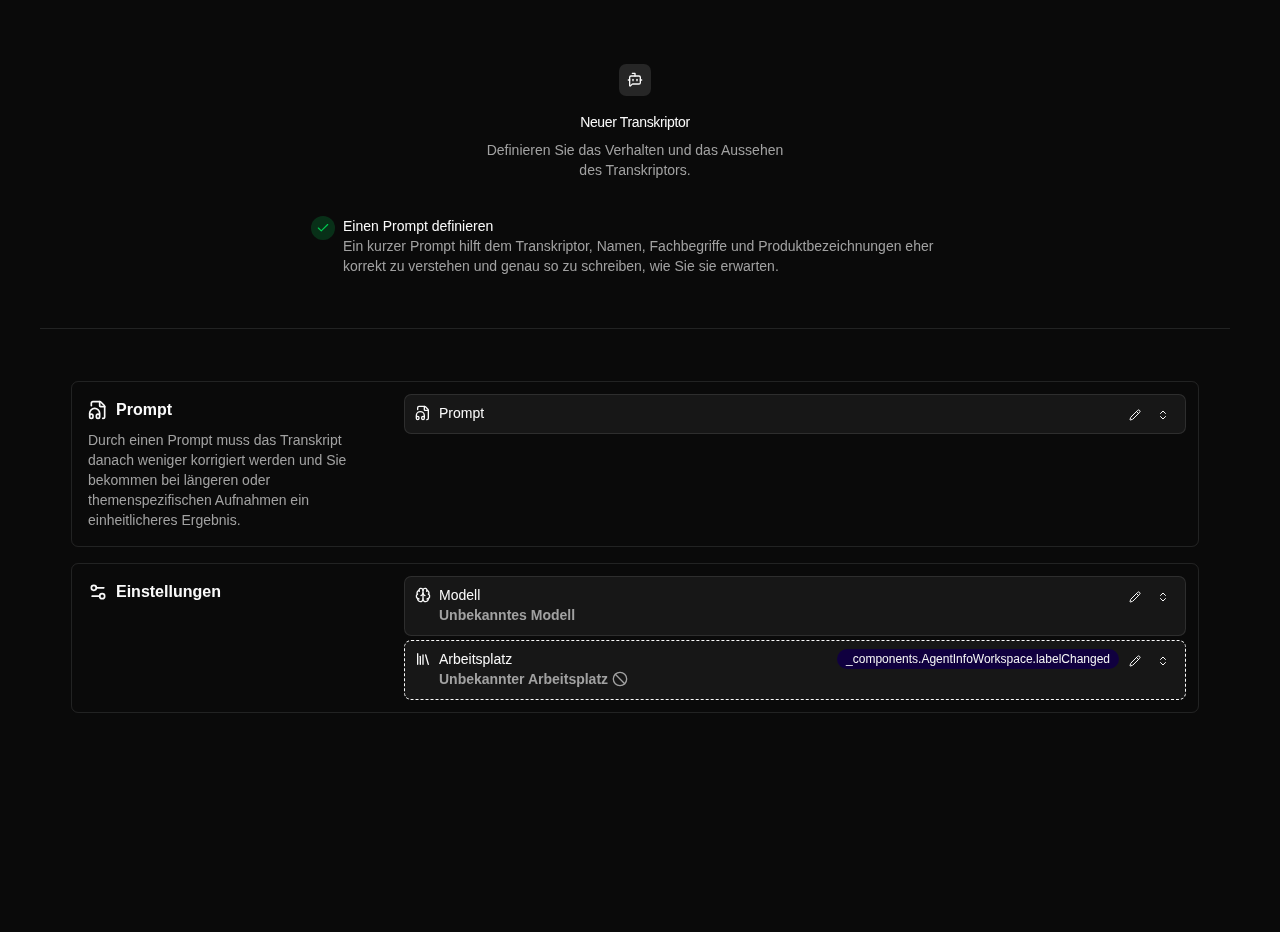 Neuer Transkriptor
Definieren Sie das Verhalten und das Aussehen
des Transkriptors.
Einen Prompt definieren
Ein kurzer Prompt hilft dem Transkriptor, Namen, Fachbegriffe und Produktbezeichnungen eher
korrekt zu verstehen und genau so zu schreiben, wie Sie sie erwarten.
Prompt
Durch einen Prompt muss das Transkript
danach weniger korrigiert werden und Sie
bekommen bei längeren oder
themenspezifischen Aufnahmen ein
einheitlicheres Ergebnis.
Prompt
Einstellungen
Modell
Unbekanntes Modell
Arbeitsplatz
_components.AgentInfoWorkspace.labelChanged
Unbekannter Arbeitsplatz